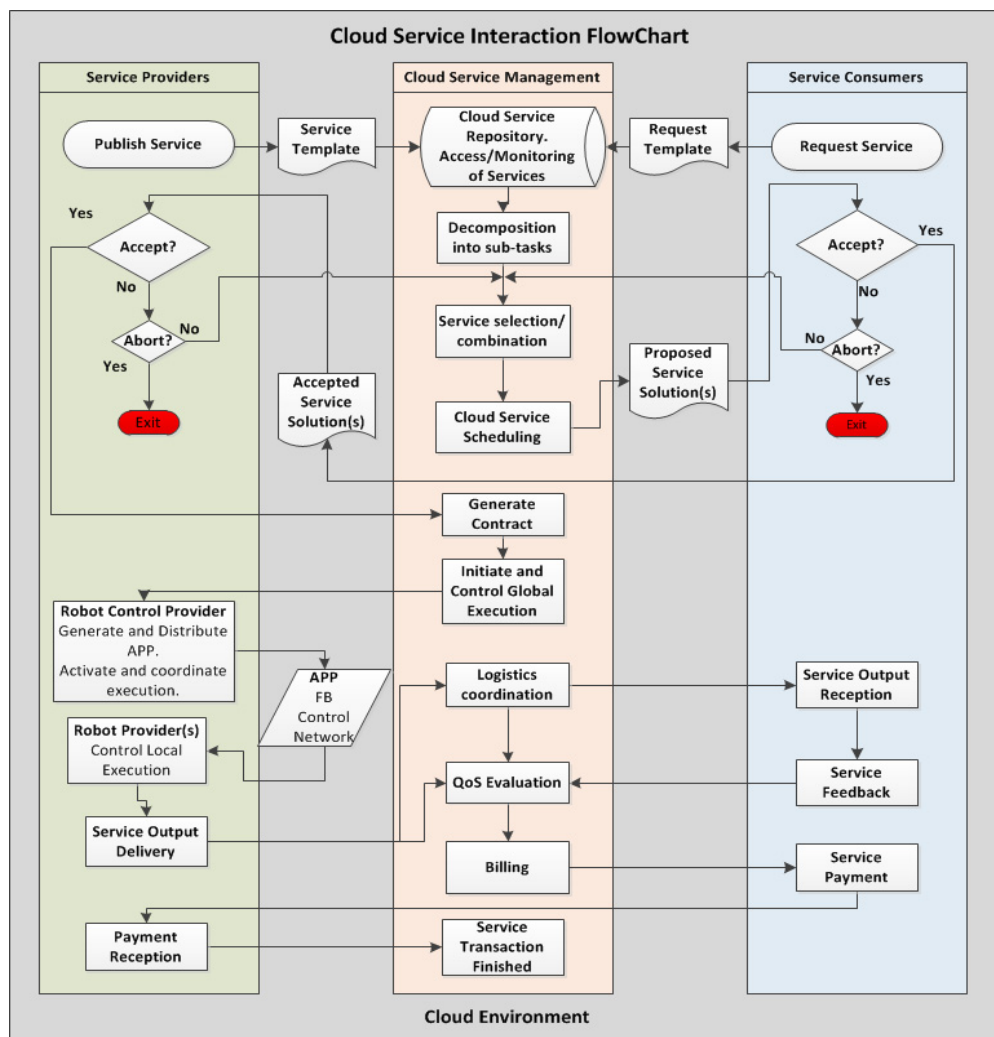 Cloud Service Interaction FlowChart
Service Providers
Cloud Service Management
Service Consumers
Publish Service
Service
Template
Cloud Service
Repository.
Access/Monitoring
of Services
Request
Template
Request Service
Yes
Accept?
No
Abort?
No
Yes
Exit
Decomposition
into sub-tasks
Service selection/
combination
Cloud Service
Scheduling
Accepted
Service
Solution(s)
Proposed
Service
Solution(s)
Accept?
Yes
No
No
Abort?
Yes
Exit
Generate
Contract
Initiate and
Control Global
Execution
Robot Control Provider
Generate and Distribute
APP.
Activate and coordinate
execution.
APP
FB
Control
Network
Robot Provider(s)
Control Local
Execution
Service Output
Delivery
Logistics
coordination
Service Output
Reception
QoS Evaluation
Service
Feedback
Billing
Service
Payment
Payment
Reception
Service
Transaction
Finished
Cloud Environment